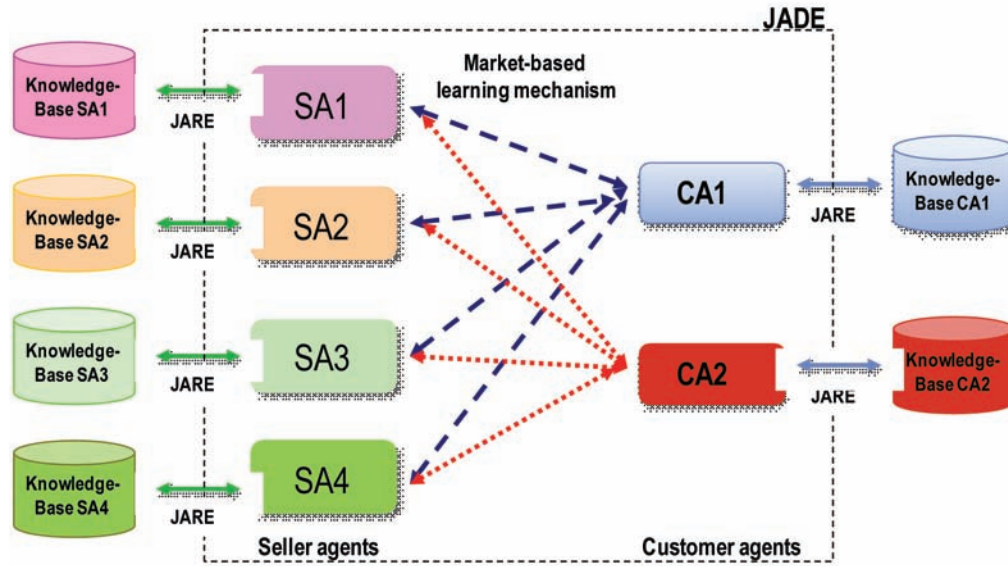 JADE
Market-based
learning mechanism
Knowledge-
Base SA1
JARE
SA1
Knowledge-
Base SA2
JARE
SA2
Knowledge-
Base SA3
JARE
SA3
Knowledge-
Base SA4
JARE
SA4
CA1
JARE
Knowledge-
Base CA1
CA2
JARE
Knowledge-
Base CA2
Seller agents
Customer agents